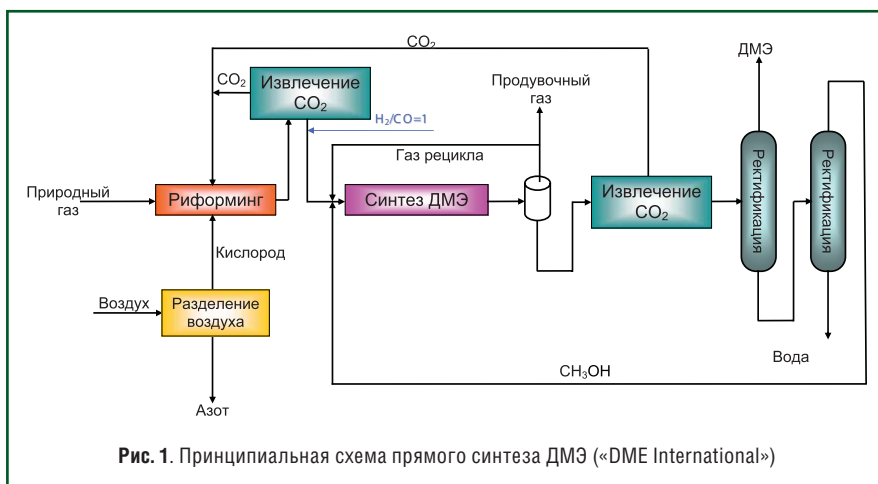 CO₂
ДМЭ
CO₂
Извлечение
CO₂
Продувочный
газ
H₂/CO=1
Газ рецикла
Природный
газ
Риформинг
Синтез ДМЭ
Извлечение
CO₂
Ректификация
Ректификация
Кислород
Воздух
Разделение
воздуха
Вода
CH₃OH
Азот
Рис. 1. Принципиальная схема прямого синтеза ДМЭ («DME International»)